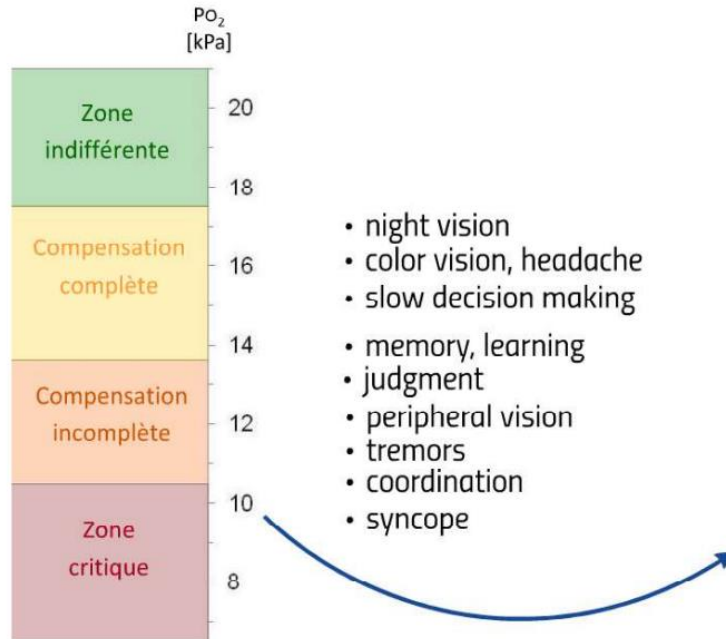 PO₂
[kPa]
Zone
indifférente
Compensation
complète
Compensation
incomplète
Zone
critique
20
18
16
14
12
10
8
• night vision
• color vision, headache
• slow decision making
• memory, learning
• judgment
• peripheral vision
• tremors
• coordination
• syncope